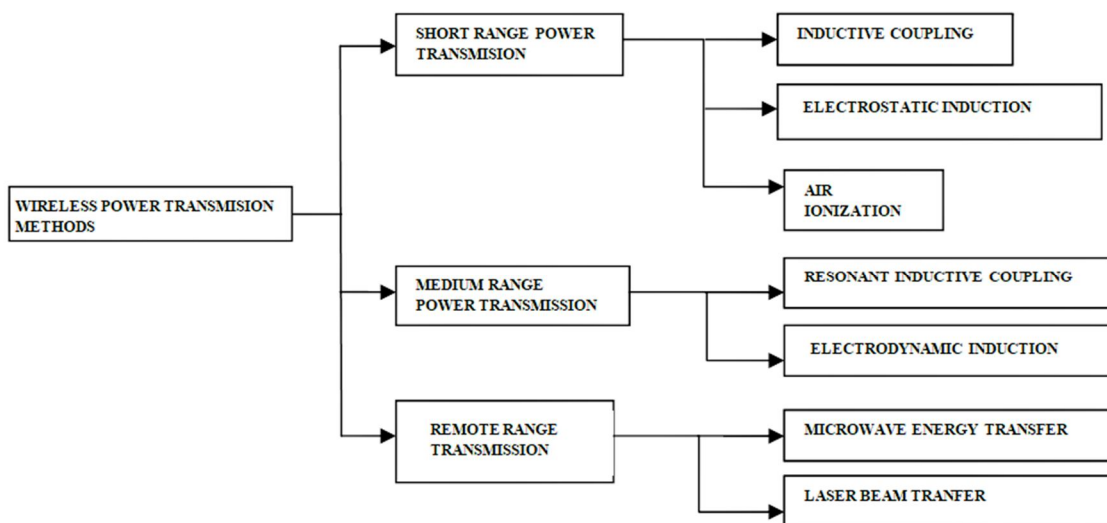 SHORT RANGE POWER
TRANSMISION
INDUCTIVE COUPLING
ELECTROSTATIC INDUCTION
AIR
IONIZATION
WIRELESS POWER TRANSMISION
METHODS
MEDIUM RANGE
POWER TRANSMISSION
RESONANT INDUCTIVE COUPLING
ELECTRODYNAMIC INDUCTION
REMOTE RANGE
TRANSMISSION
MICROWAVE ENERGY TRANSFER
LASER BEAM TRANFER